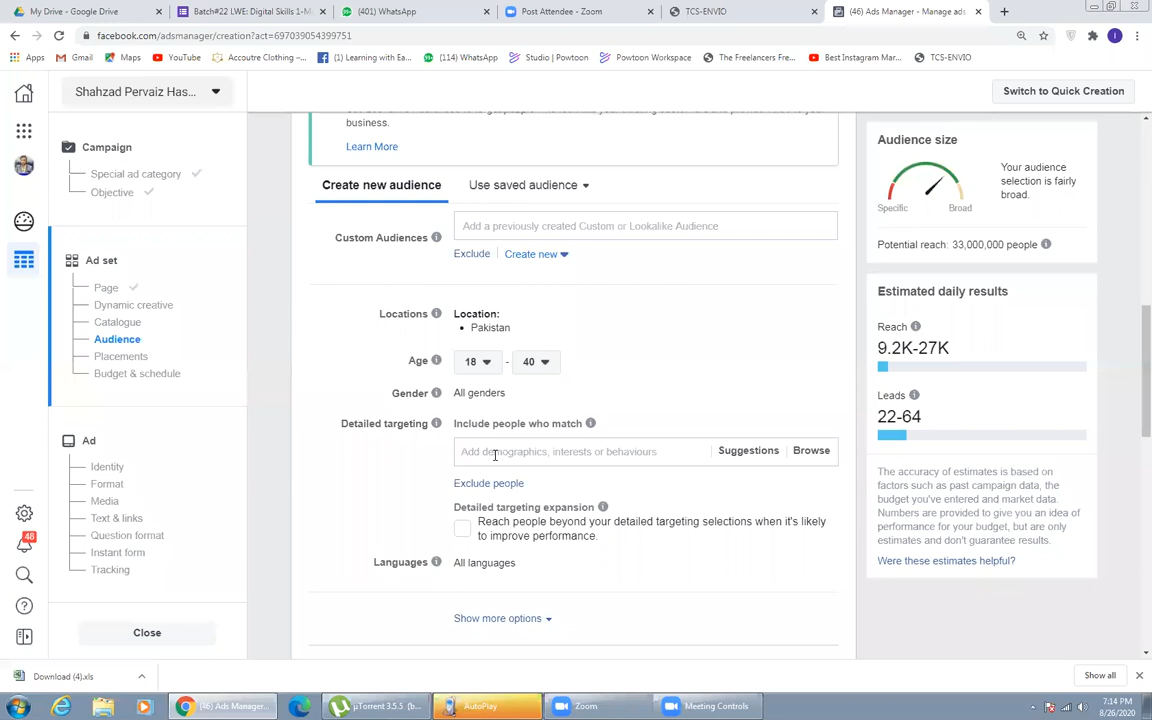 My Drive - Google Drive
Batch#22 LWE: Digital Skills 1-M
(401) WhatsApp
Post Attendee - Zoom
TCS-ENVIO
(46) Ads Manager - Manage ads
facebook.com/adsmanager/creation?act=697039054399751
Apps
Gmail
Maps
YouTube
Accoutre Clothing –...
(1) Learning with Ea...
(114) WhatsApp
Studio | Powtoon
Powtoon Workspace
The Freelancers Fre...
Best Instagram Mar...
TCS-ENVIO
Shahzad Pervaiz Has...
Switch to Quick Creation
Campaign
Special ad category
Objective
Ad set
Page
Dynamic creative
Catalogue
Audience
Placements
Budget & schedule
Ad
Identity
Format
Media
Text & links
Question format
Instant form
Tracking
Close
48
business.
Learn More
Create new audience
Use saved audience
Custom Audiences
Add a previously created Custom or Lookalike Audience
Exclude
Create new
Locations
Location:
• Pakistan
Age
18 - 40
Gender
All genders
Detailed targeting
Include people who match
Add demographics, interests or behaviours
Suggestions
Browse
Exclude people
Detailed targeting expansion
Reach people beyond your detailed targeting selections when it's likely
to improve performance.
Languages
All languages
Show more options
Audience size
Specific
Broad
Your audience
selection is fairly
broad.
Potential reach: 33,000,000 people
Estimated daily results
Reach
9.2K-27K
Leads
22-64
The accuracy of estimates is based on
factors such as past campaign data, the
budget you've entered and market data.
Numbers are provided to give you an idea of
performance for your budget, but are only
estimates and don't guarantee results.
Were these estimates helpful?
Download (4).xls
Show all
(46) Ads Manager...
µTorrent 3.5.5 (b...
AutoPlay
Zoom
Meeting Controls
7:14 PM
8/26/2020